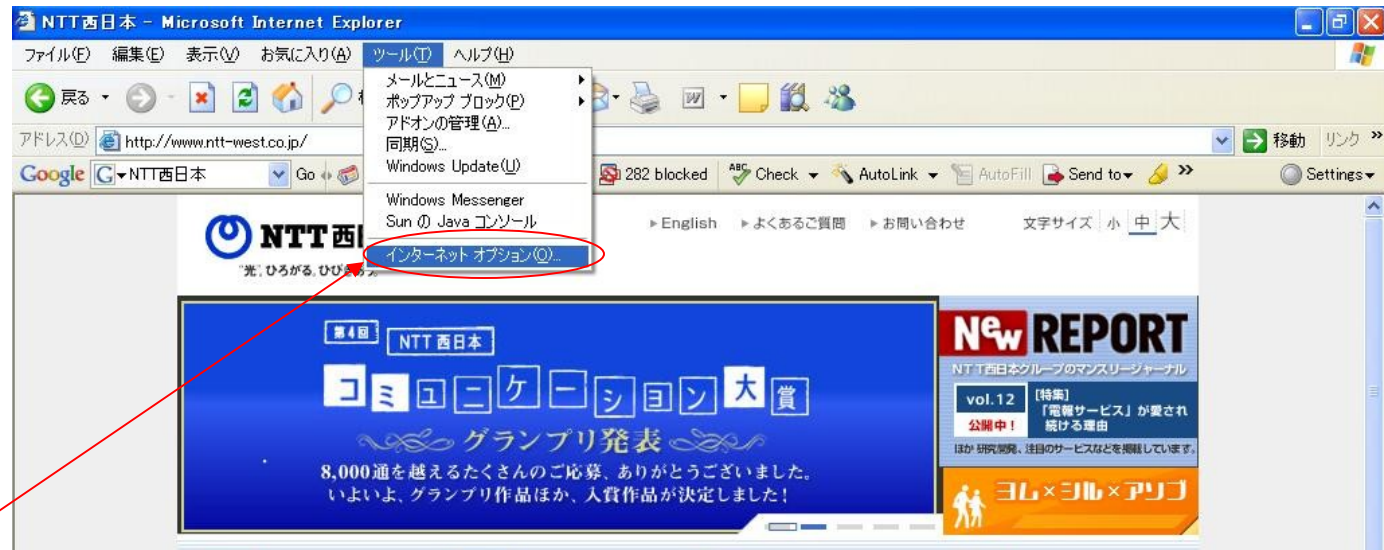 NTT西日本 - Microsoft Internet Explorer
ファイル(F) 編集(E) 表示(V) お気に入り(A) ツール(T) ヘルプ(H)
戻る
メールとニュース(M)
ポップアップ ブロック(P)
アドオンの管理(A)...
同期(S)...
Windows Update(U)
Windows Messenger
Sun の Java コンソール
インターネット オプション(O)...
アドレス(D) http://www.ntt-west.co.jp/ 移動 リンク
Google G NTT西日本 Go 282 blocked Check AutoLink AutoFill Send to Settings
NTT西
English よくあるご質問 お問い合わせ 文字サイズ 小 中 大
"光"、ひろがる。ひび
第4回 NTT 西日本
コミュニケーション大賞
グランプリ発表
8,000通を越えるたくさんのご応募、ありがとうございました。
いよいよ、グランプリ作品ほか、入賞作品が決定しました!
New REPORT
NTT西日本グループのマンスリージャーナル
vol.12 公開中!
[特集]
「電報サービス」が愛され
続ける理由
ほか 研究開発、注目のサービスなどを掲載しています。
ヨム×シル×アソブ